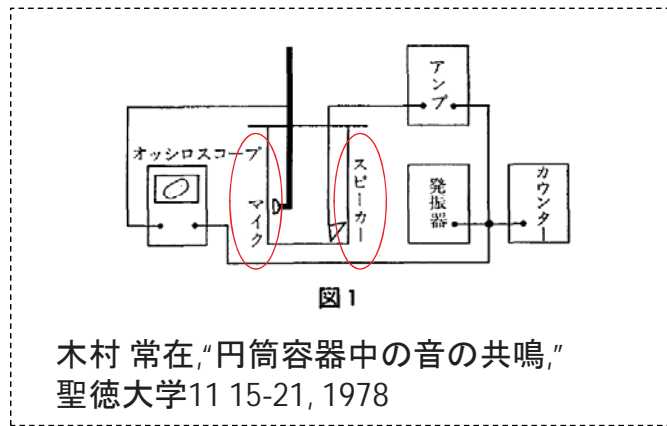 アンプ
オッシロスコープ
マイク
スピーカー
発振器
カウンター
図1
木村 常在,“円筒容器中の音の共鳴,”
聖徳大学11 15-21, 1978